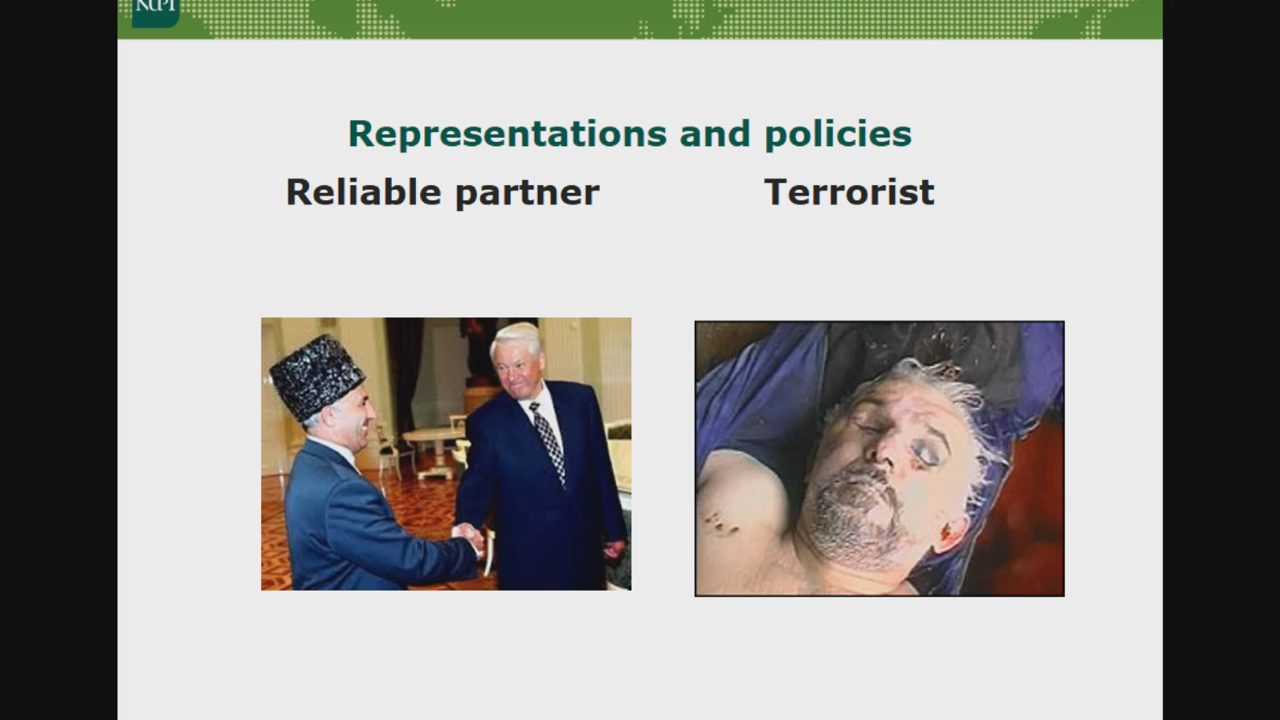 NUPI
Representations and policies
Reliable partner
Terrorist